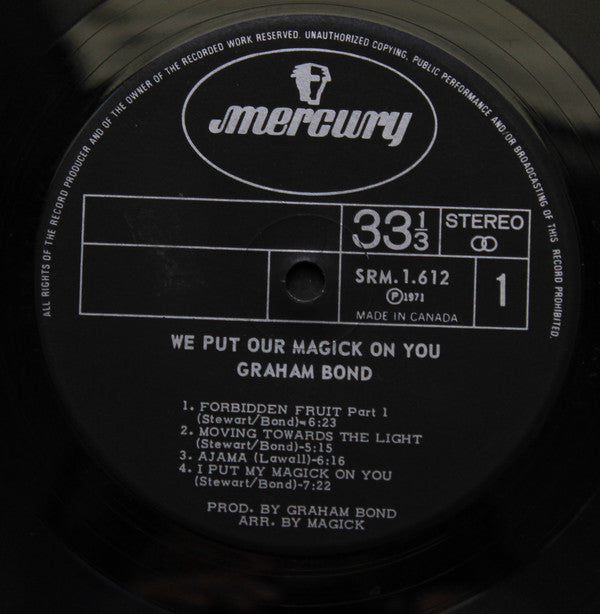 ALL RIGHTS OF THE RECORD PRODUCER AND OF THE OWNER OF THE RECORDED WORK RESERVED. UNAUTHORIZED COPYING, PUBLIC PERFORMANCE AND/OR BROADCASTING OF THIS RECORD PROHIBITED.
mercury
33 1/3
STEREO
SRM.1.612
Ⓟ1971
MADE IN CANADA
1
WE PUT OUR MAGICK ON YOU
GRAHAM BOND
1. FORBIDDEN FRUIT Part 1
(Stewart/Bond)-6:23
2. MOVING TOWARDS THE LIGHT
(Stewart/Bond)-5:15
3. AJAMA (Lawall)-6:16
4. I PUT MY MAGICK ON YOU
(Stewart/Bond)-7:22
PROD. BY GRAHAM BOND
ARR. BY MAGICK